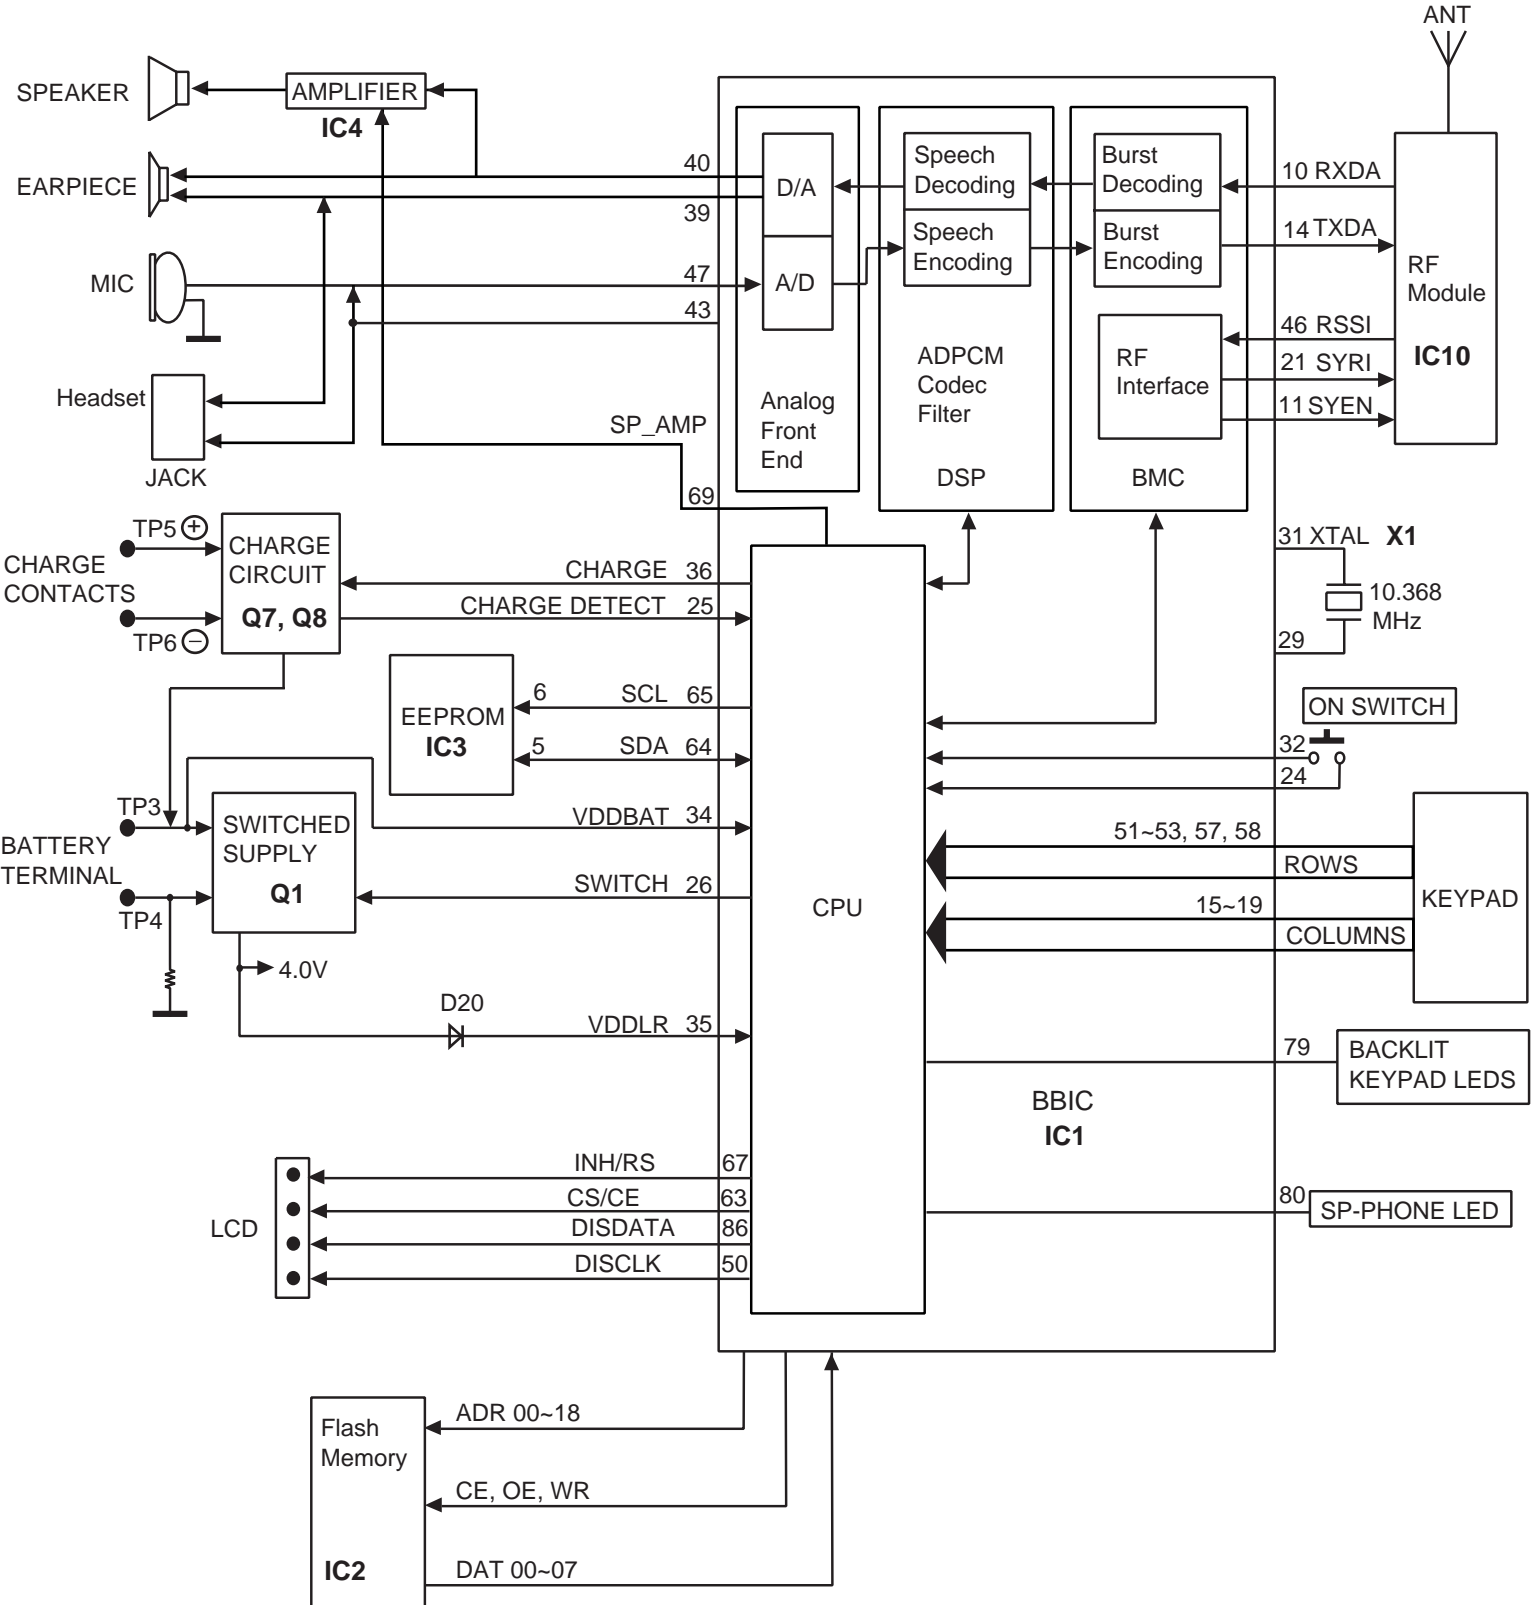 ANT
SPEAKER
AMPLIFIER
IC4
EARPIECE
MIC
Headset
JACK
40
39
47
43
D/A
A/D
Analog
Front
End
Speech
Decoding
Speech
Encoding
ADPCM
Codec
Filter
DSP
Burst
Decoding
Burst
Encoding
RF
Interface
BMC
10 RXDA
14 TXDA
46 RSSI
21 SYRI
11 SYEN
RF
Module
IC10
SP_AMP
69
TP5 +
CHARGE
CONTACTS
TP6 −
CHARGE
CIRCUIT
Q7, Q8
CHARGE 36
CHARGE DETECT 25
31 XTAL X1
10.368
MHz
29
EEPROM
IC3
6 SCL 65
5 SDA 64
ON SWITCH
32
24
TP3
BATTERY
TERMINAL
TP4
SWITCHED
SUPPLY
Q1
VDDBAT 34
SWITCH 26
4.0V
D20
VDDLR 35
CPU
51~53, 57, 58
ROWS
15~19
COLUMNS
KEYPAD
79
BACKLIT
KEYPAD LEDS
BBIC
IC1
80
SP-PHONE LED
LCD
INH/RS 67
CS/CE 63
DISDATA 86
DISCLK 50
Flash
Memory
IC2
ADR 00~18
CE, OE, WR
DAT 00~07